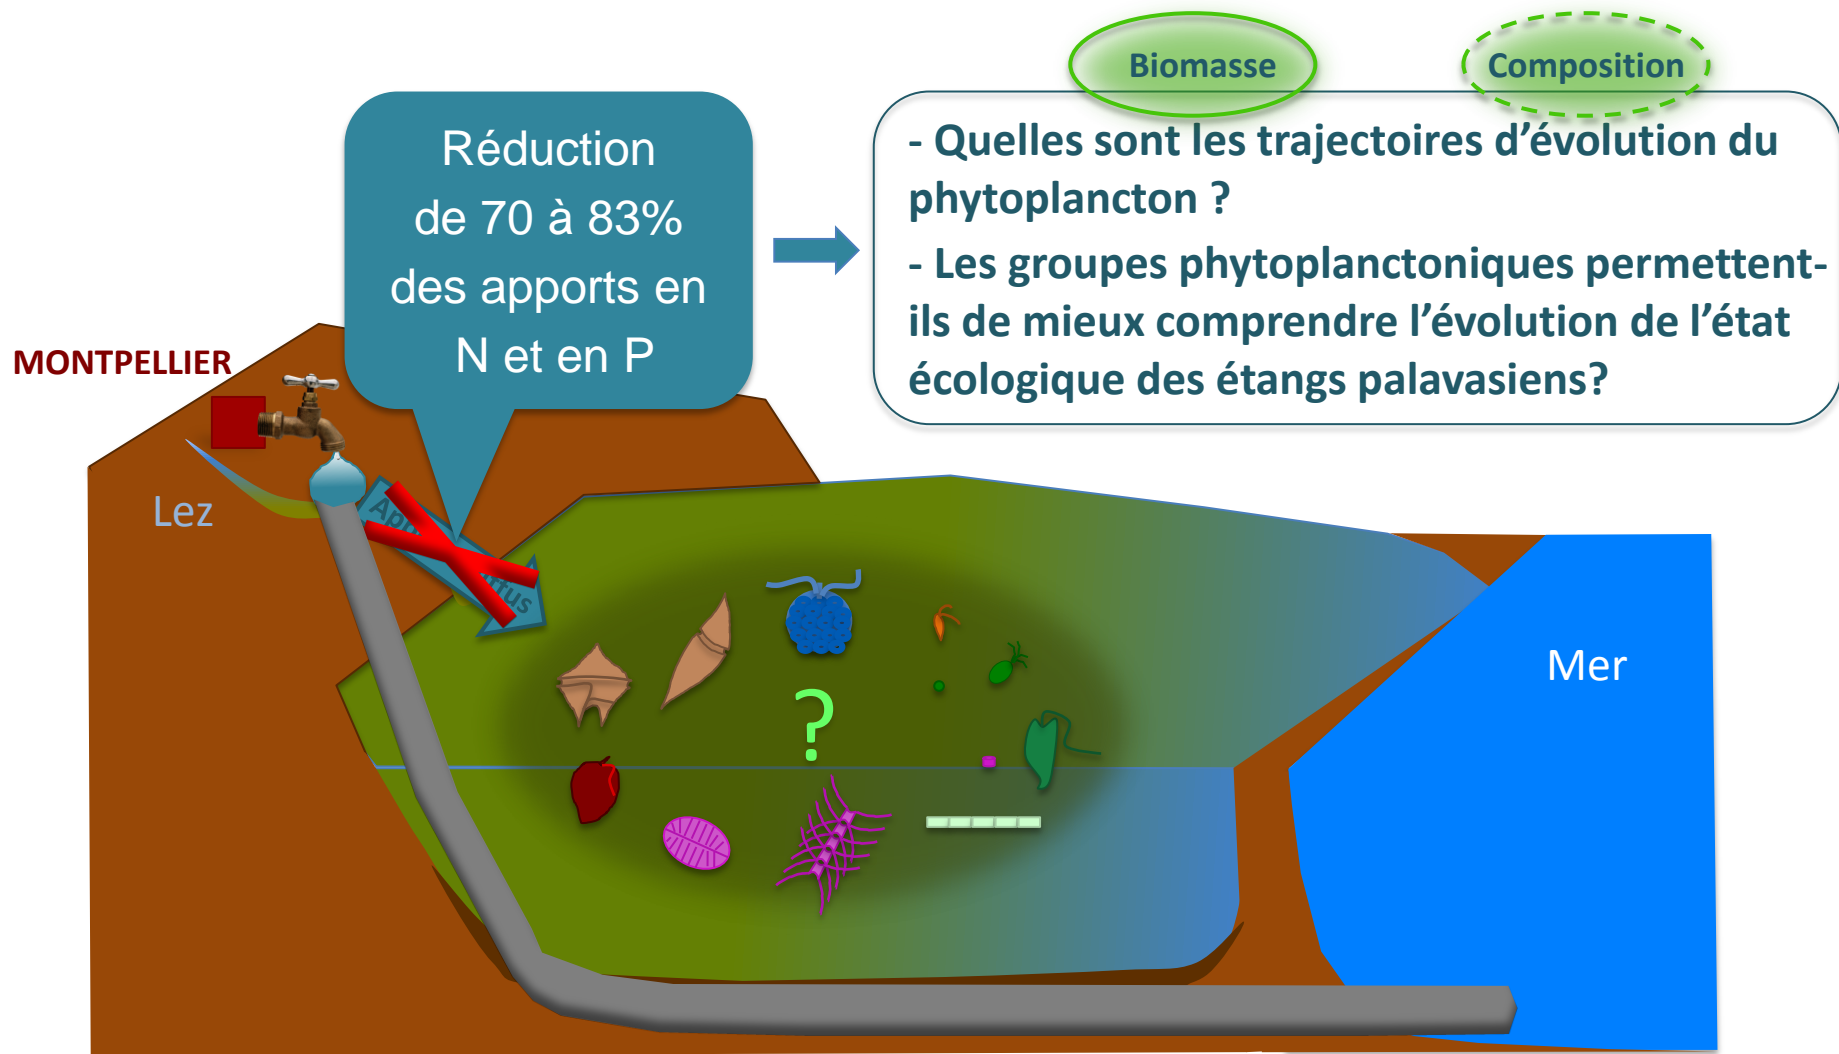 Biomasse
Composition
Réduction
de 70 à 83%
des apports en
N et en P
- Quelles sont les trajectoires d’évolution du
phytoplancton ?
- Les groupes phytoplanctoniques permettent-
ils de mieux comprendre l’évolution de l’état
écologique des étangs palavasiens?
MONTPELLIER
Lez
?
Mer